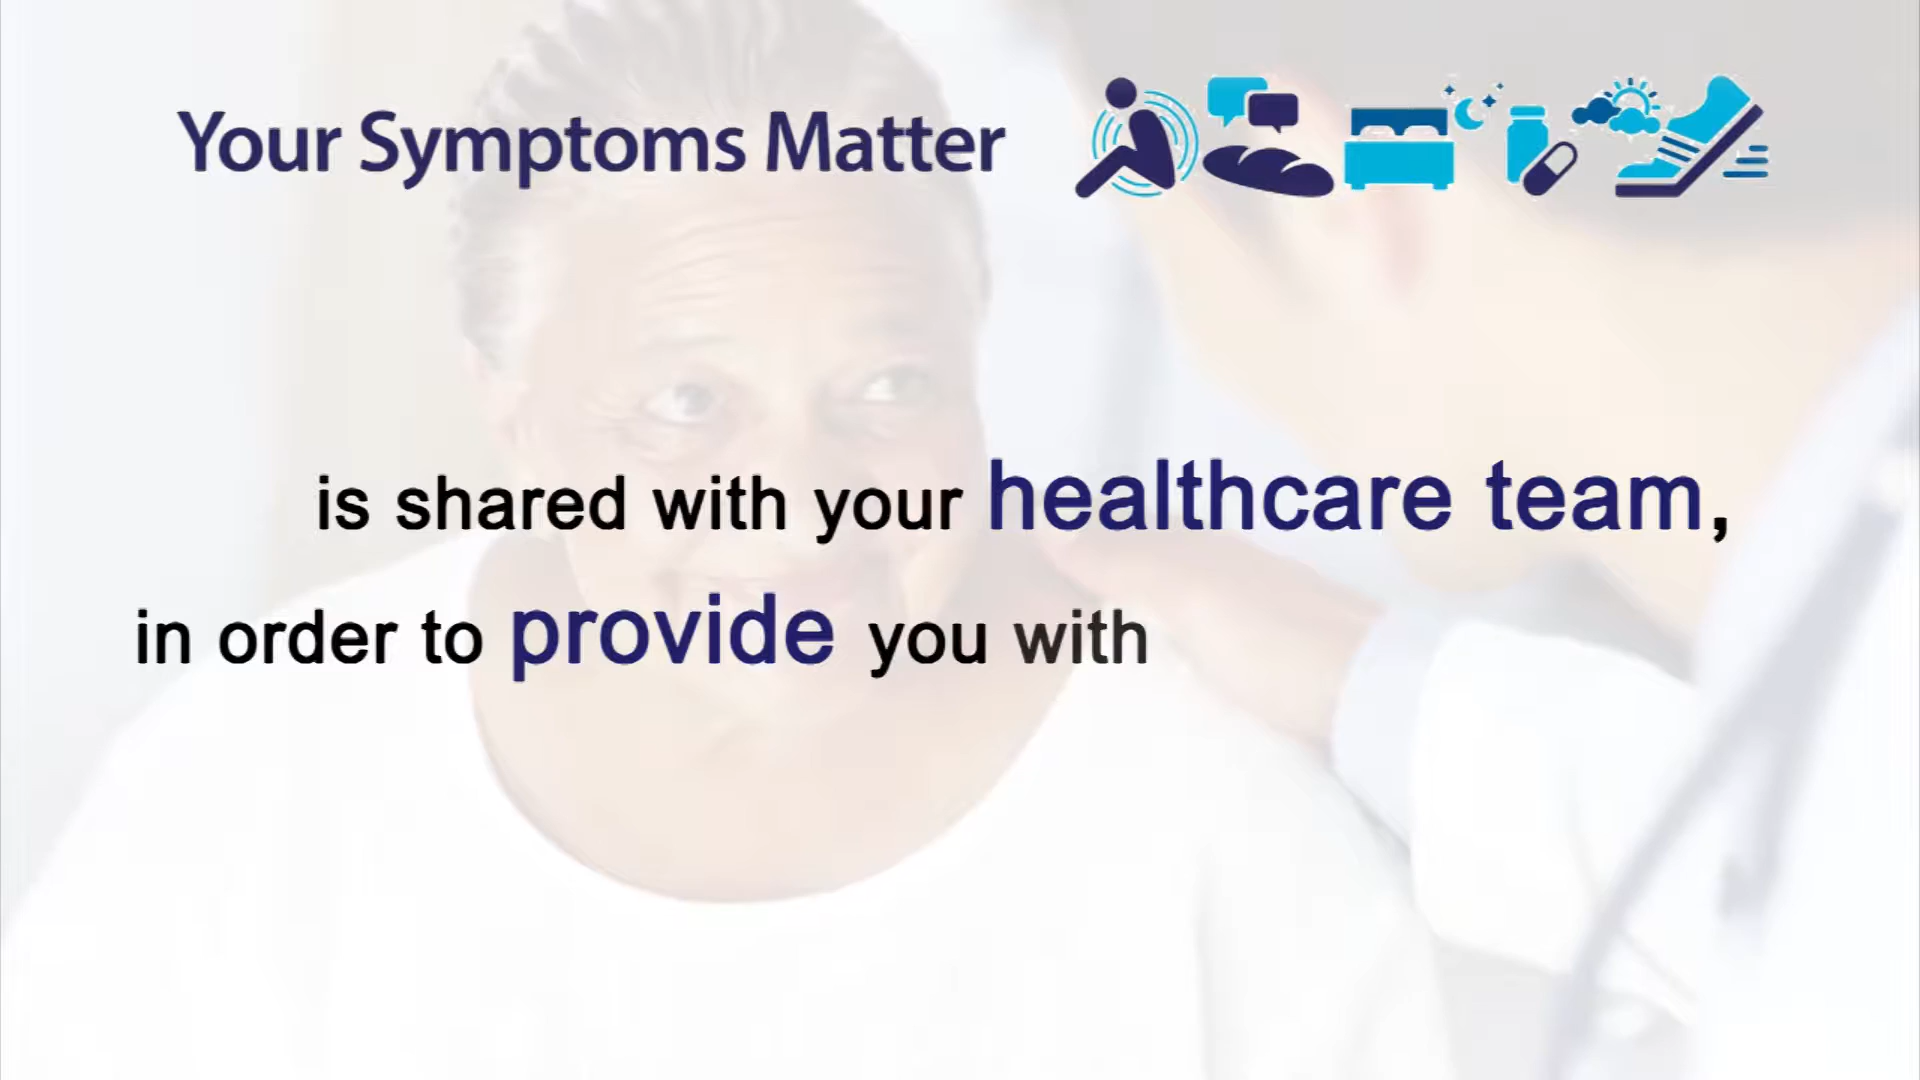 Your Symptoms Matter
is shared with your healthcare team,
in order to provide you with